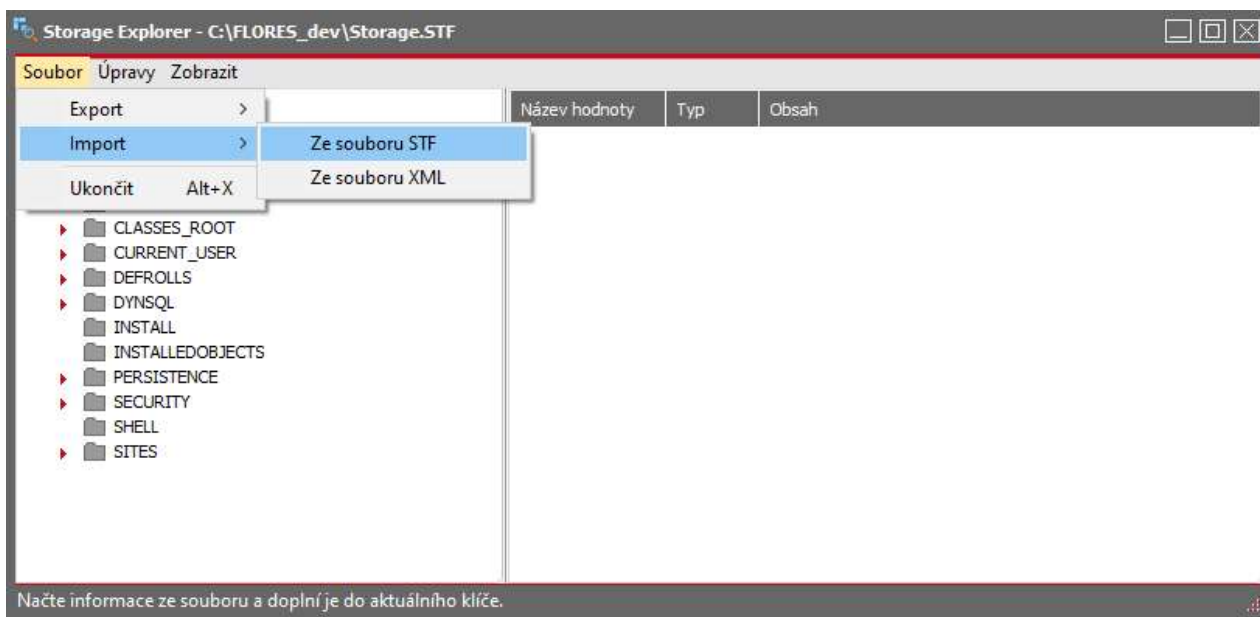 Storage Explorer - C:\FLORES_dev\Storage.STF
Soubor Úpravy Zobrazit
Export
Import
Ukončit Alt+X
Ze souboru STF
Ze souboru XML
Název hodnoty Typ Obsah
CLASSES_ROOT
CURRENT_USER
DEFROLLS
DYNSQL
INSTALL
INSTALLEDOBJECTS
PERSISTENCE
SECURITY
SHELL
SITES
Načte informace ze souboru a doplní je do aktuálního klíče.